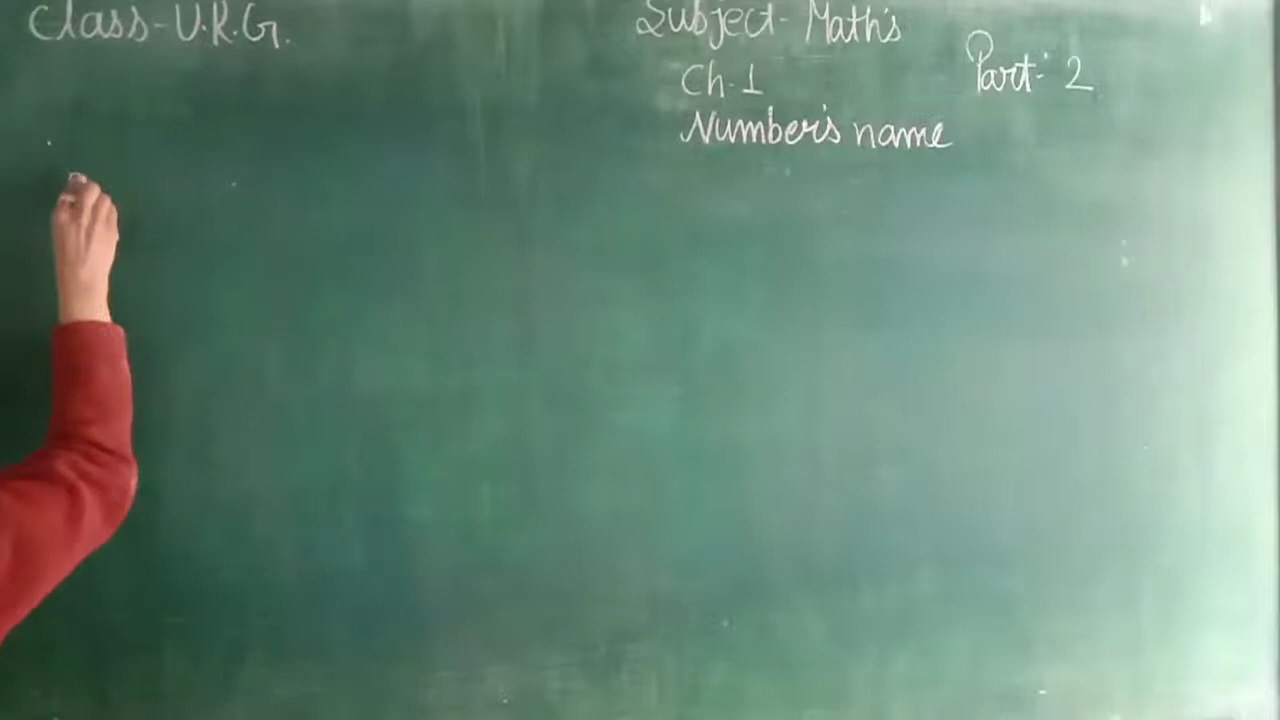 Class-U.K.G.
Subject- Math's
Ch-1
Part- 2
Number's name